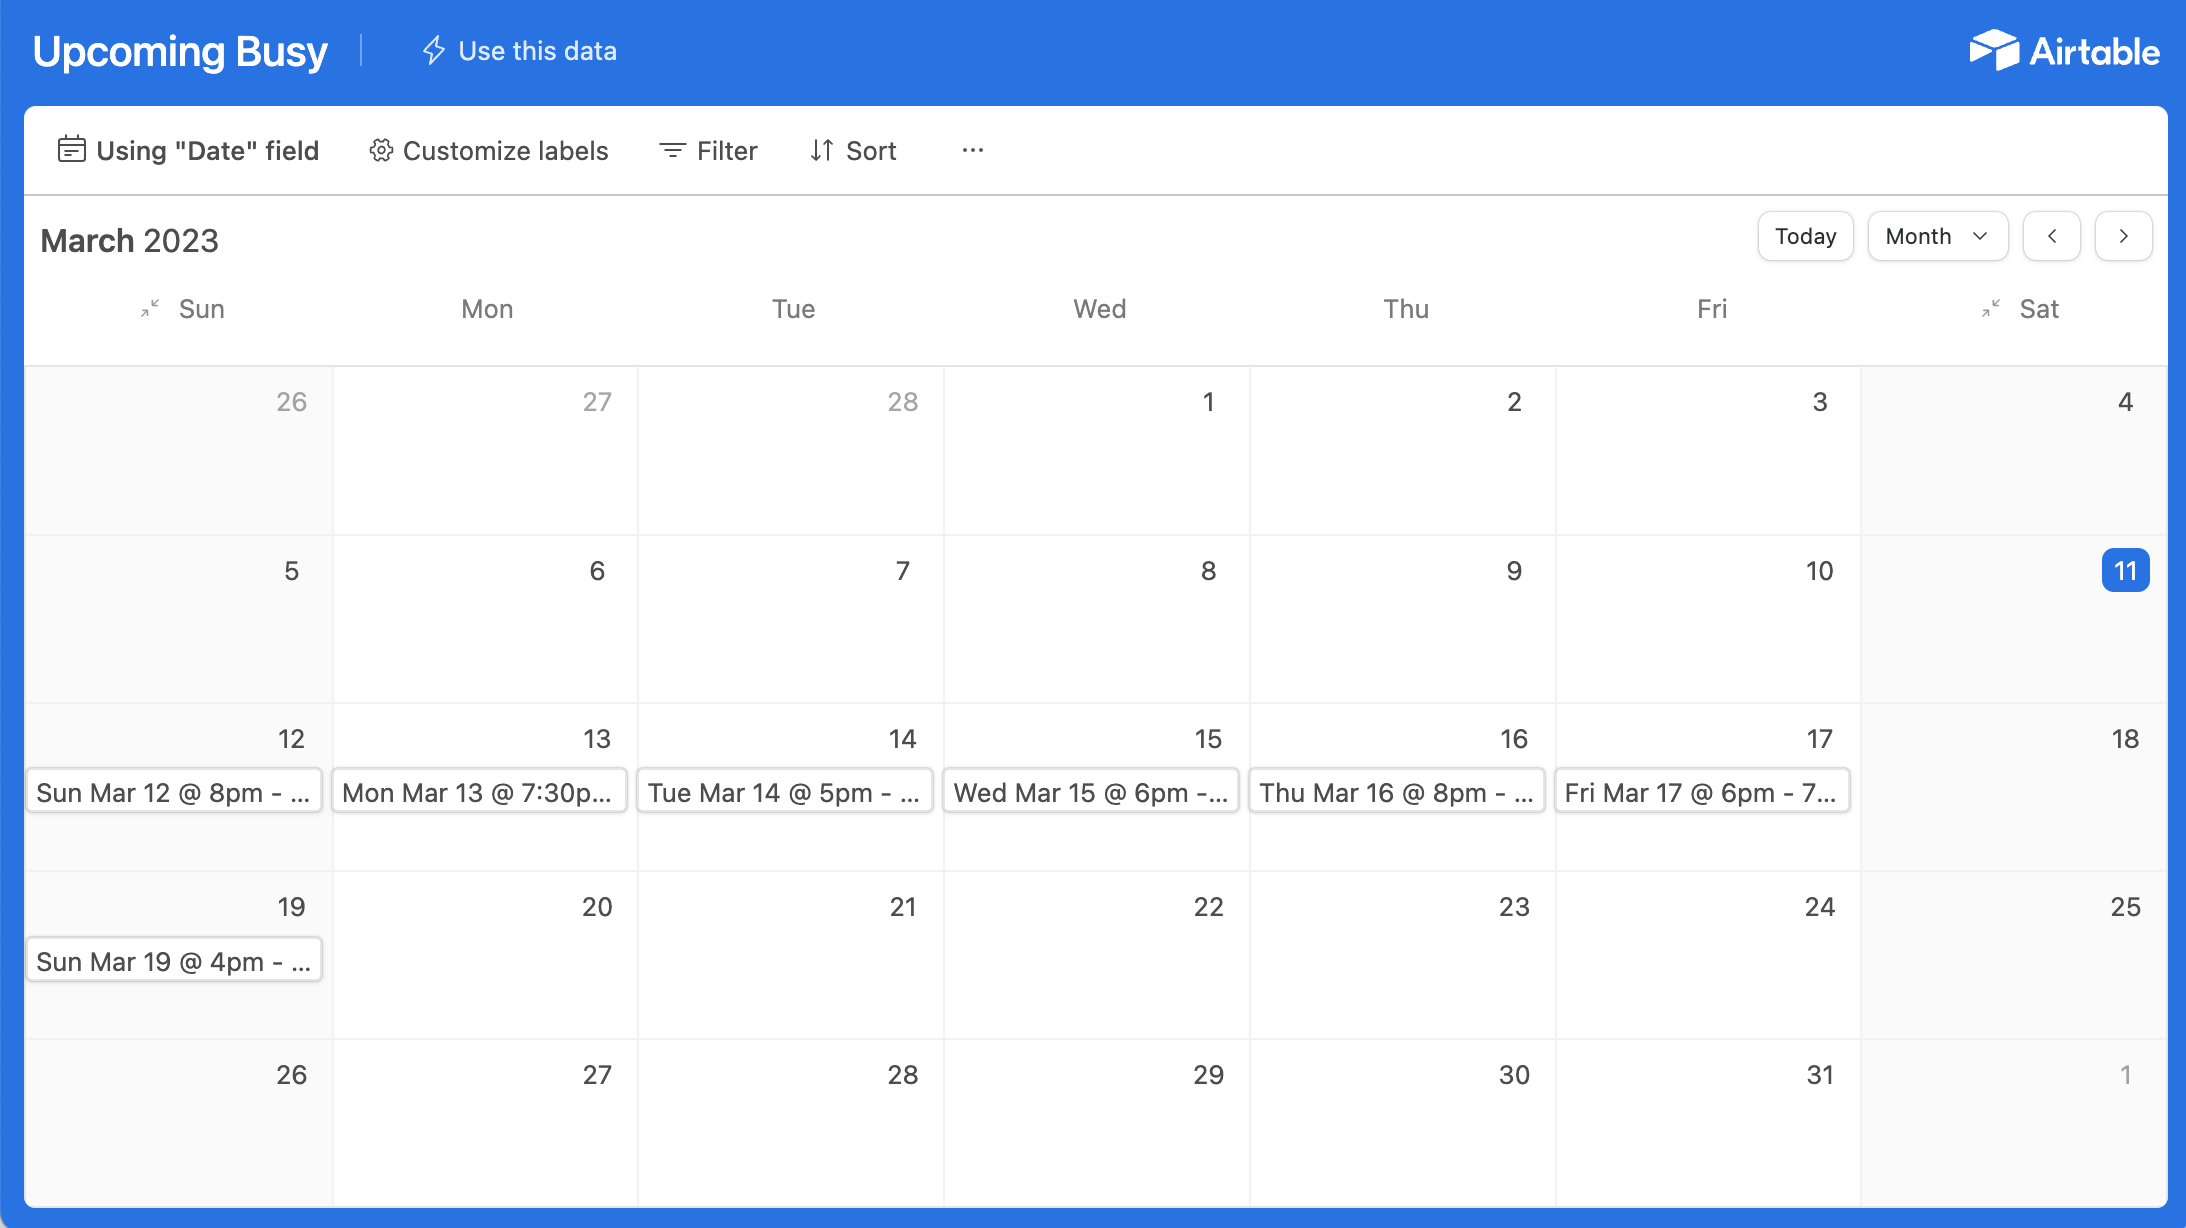 Upcoming Busy
Use this data
Airtable
Using "Date" field
Customize labels
Filter
Sort
...
March 2023
Today
Month
Sun Mon Tue Wed Thu Fri Sat
26 27 28 1 2 3 4
5 6 7 8 9 10 11
12 13 14 15 16 17 18
Sun Mar 12 @ 8pm - ...
Mon Mar 13 @ 7:30p...
Tue Mar 14 @ 5pm - ...
Wed Mar 15 @ 6pm -...
Thu Mar 16 @ 8pm - ...
Fri Mar 17 @ 6pm - 7...
19 20 21 22 23 24 25
Sun Mar 19 @ 4pm - ...
26 27 28 29 30 31 1